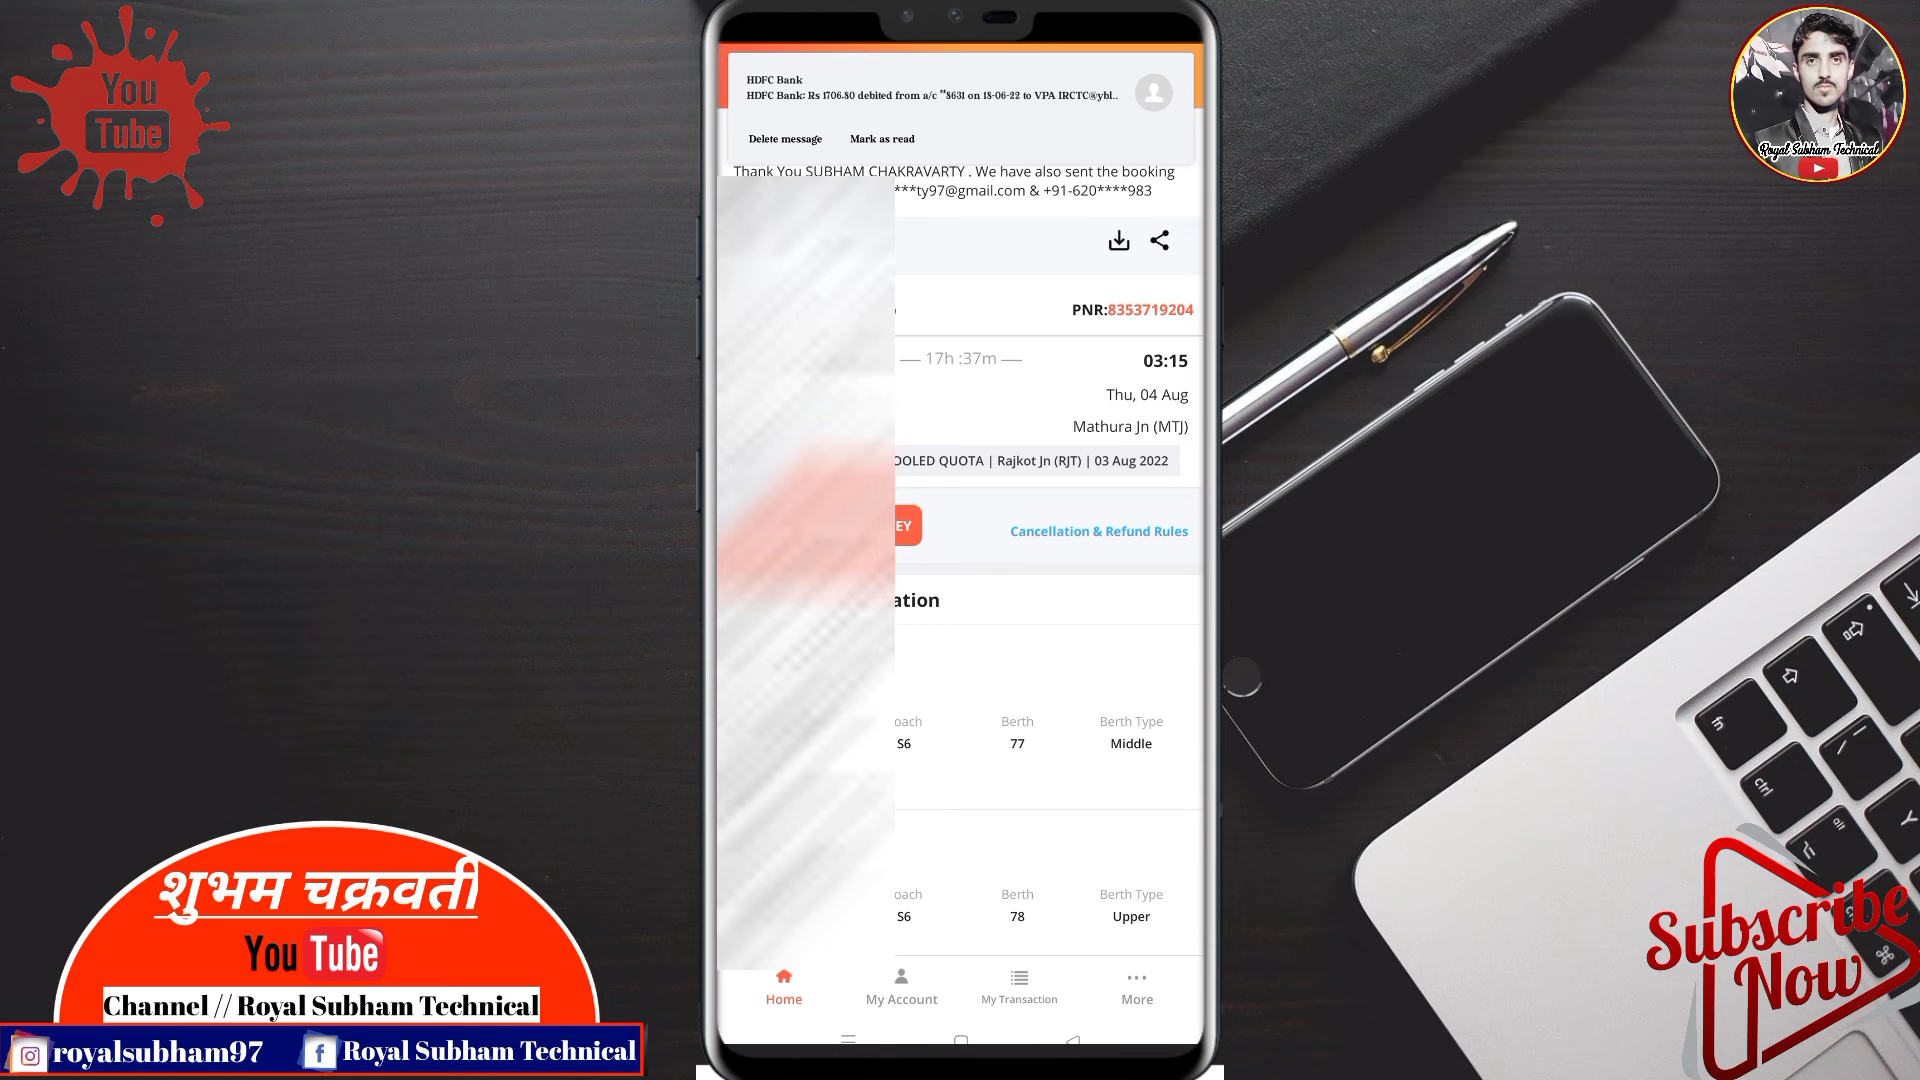 You
Tube
Royal Subham Technical
HDFC Bank
HDFC Bank: Rs 1706.80 debited from a/c **8631 on 18-06-22 to VPA IRCTC@ybl..
Delete message Mark as read
Thank You SUBHAM CHAKRAVARTY . We have also sent the booking
***ty97@gmail.com & +91-620****983
PNR:8353719204
17h :37m 03:15
Thu, 04 Aug
Mathura Jn (MTJ)
OOLED QUOTA | Rajkot Jn (RJT) | 03 Aug 2022
EY Cancellation & Refund Rules
ation
oach Berth Berth Type
S6 77 Middle
oach Berth Berth Type
S6 78 Upper
Home My Account My Transaction More
शुभम चक्रवर्ती
You Tube
Channel // Royal Subham Technical
royalsubham97 Royal Subham Technical
Subscribe
Now
fn
ctrl
alt
Y